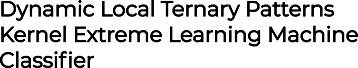 Dynamic Local Ternary Patterns
Kernel Extreme Learning Machine
Classifier